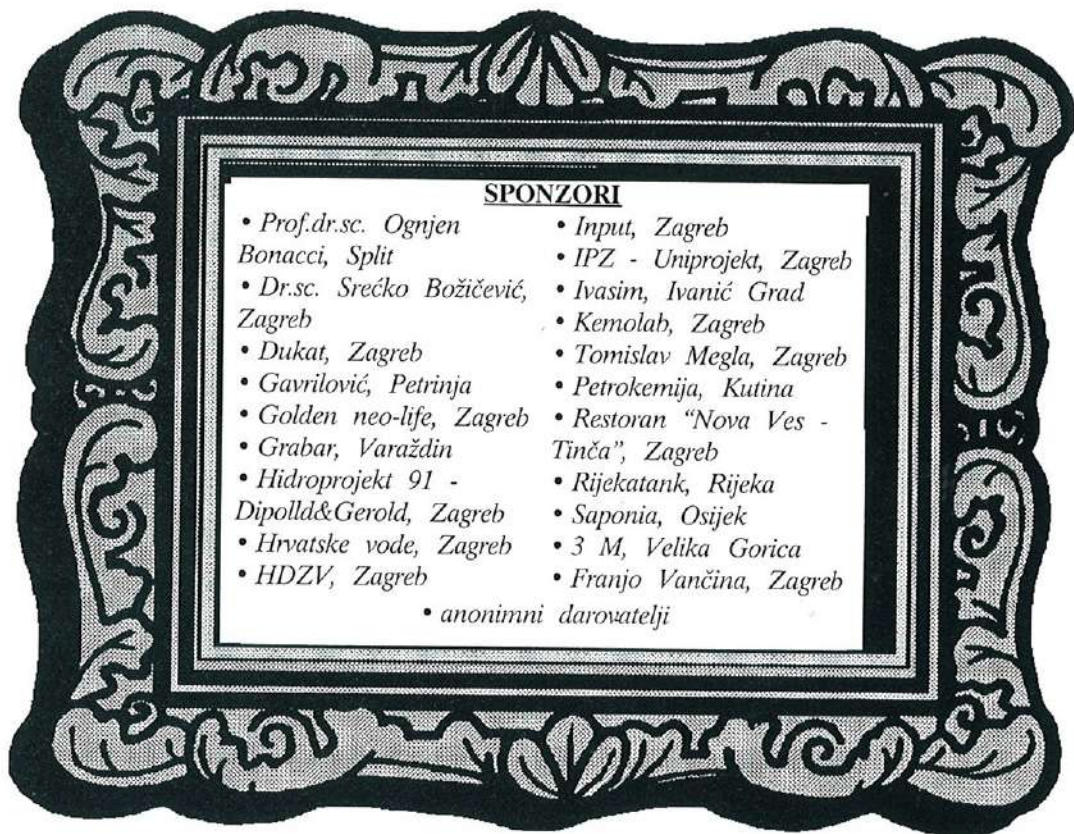 SPONZORI
• Prof.dr.sc. Ognjen
Bonacci, Split
• Dr.sc. Srećko Božičević,
Zagreb
• Dukat, Zagreb
• Gavrilović, Petrinja
• Golden neo-life, Zagreb
• Grabar, Varaždin
• Hidroprojekt 91 -
Dipolld&Gerold, Zagreb
• Hrvatske vode, Zagreb
• HDZV, Zagreb
• Input, Zagreb
• IPZ - Uniprojekt, Zagreb
• Ivasim, Ivanić Grad
• Kemolab, Zagreb
• Tomislav Megla, Zagreb
• Petrokemija, Kutina
• Restoran “Nova Ves -
Tinča”, Zagreb
• Rijekatank, Rijeka
• Saponia, Osijek
• 3 M, Velika Gorica
• Franjo Vančina, Zagreb
• anonimni darovatelji